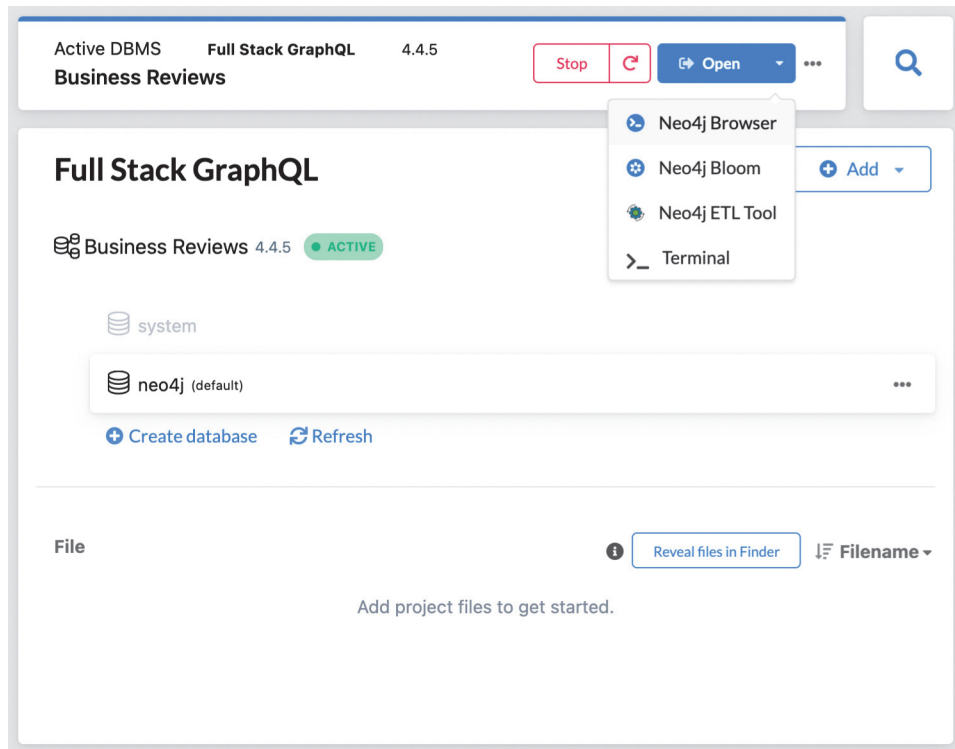 Active DBMS Full Stack GraphQL 4.4.5
Business Reviews
Stop Open
Neo4j Browser
Neo4j Bloom
Neo4j ETL Tool
Terminal
Full Stack GraphQL
Add
Business Reviews 4.4.5 ACTIVE
system
neo4j (default)
Create database Refresh
File
Reveal files in Finder Filename
Add project files to get started.